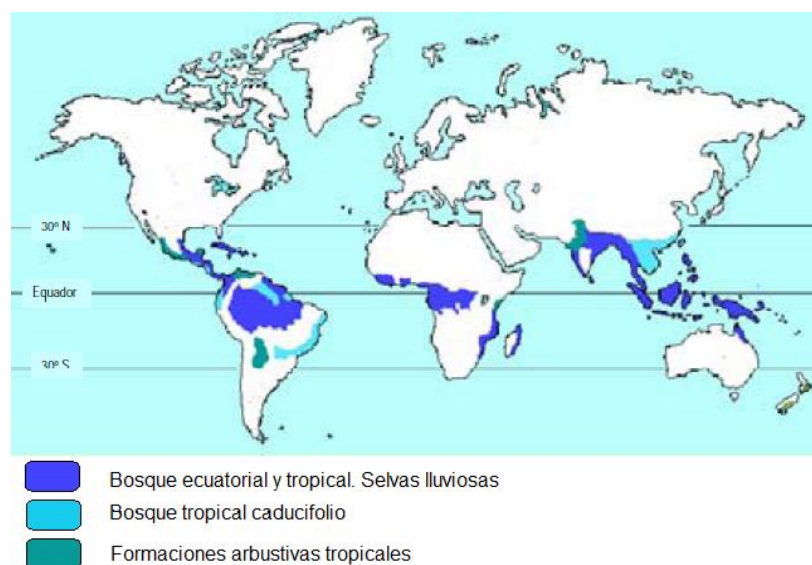 30º N
Equador
30º S
Bosque ecuatorial y tropical. Selvas lluviosas
Bosque tropical caducifolio
Formaciones arbustivas tropicales